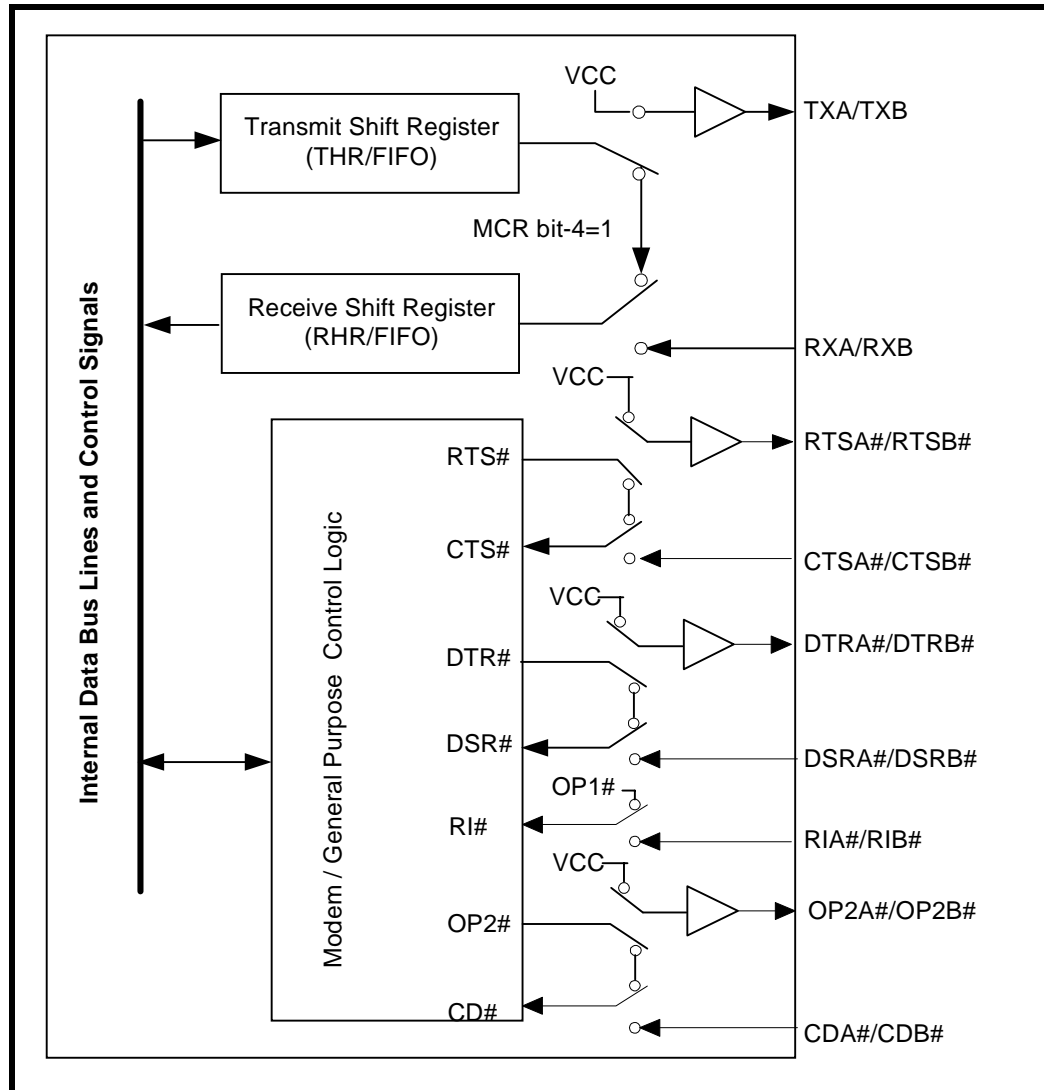 VCC
TXA/TXB
Transmit Shift Register
(THR/FIFO)
MCR bit-4=1
Receive Shift Register
(RHR/FIFO)
RXA/RXB
VCC
RTSA#/RTSB#
RTS#
CTS#
CTSA#/CTSB#
VCC
DTRA#/DTRB#
DTR#
DSR#
DSRA#/DSRB#
OP1#
RI#
RIA#/RIB#
VCC
OP2A#/OP2B#
OP2#
CD#
CDA#/CDB#
Internal Data Bus Lines and Control Signals
Modem / General Purpose Control Logic